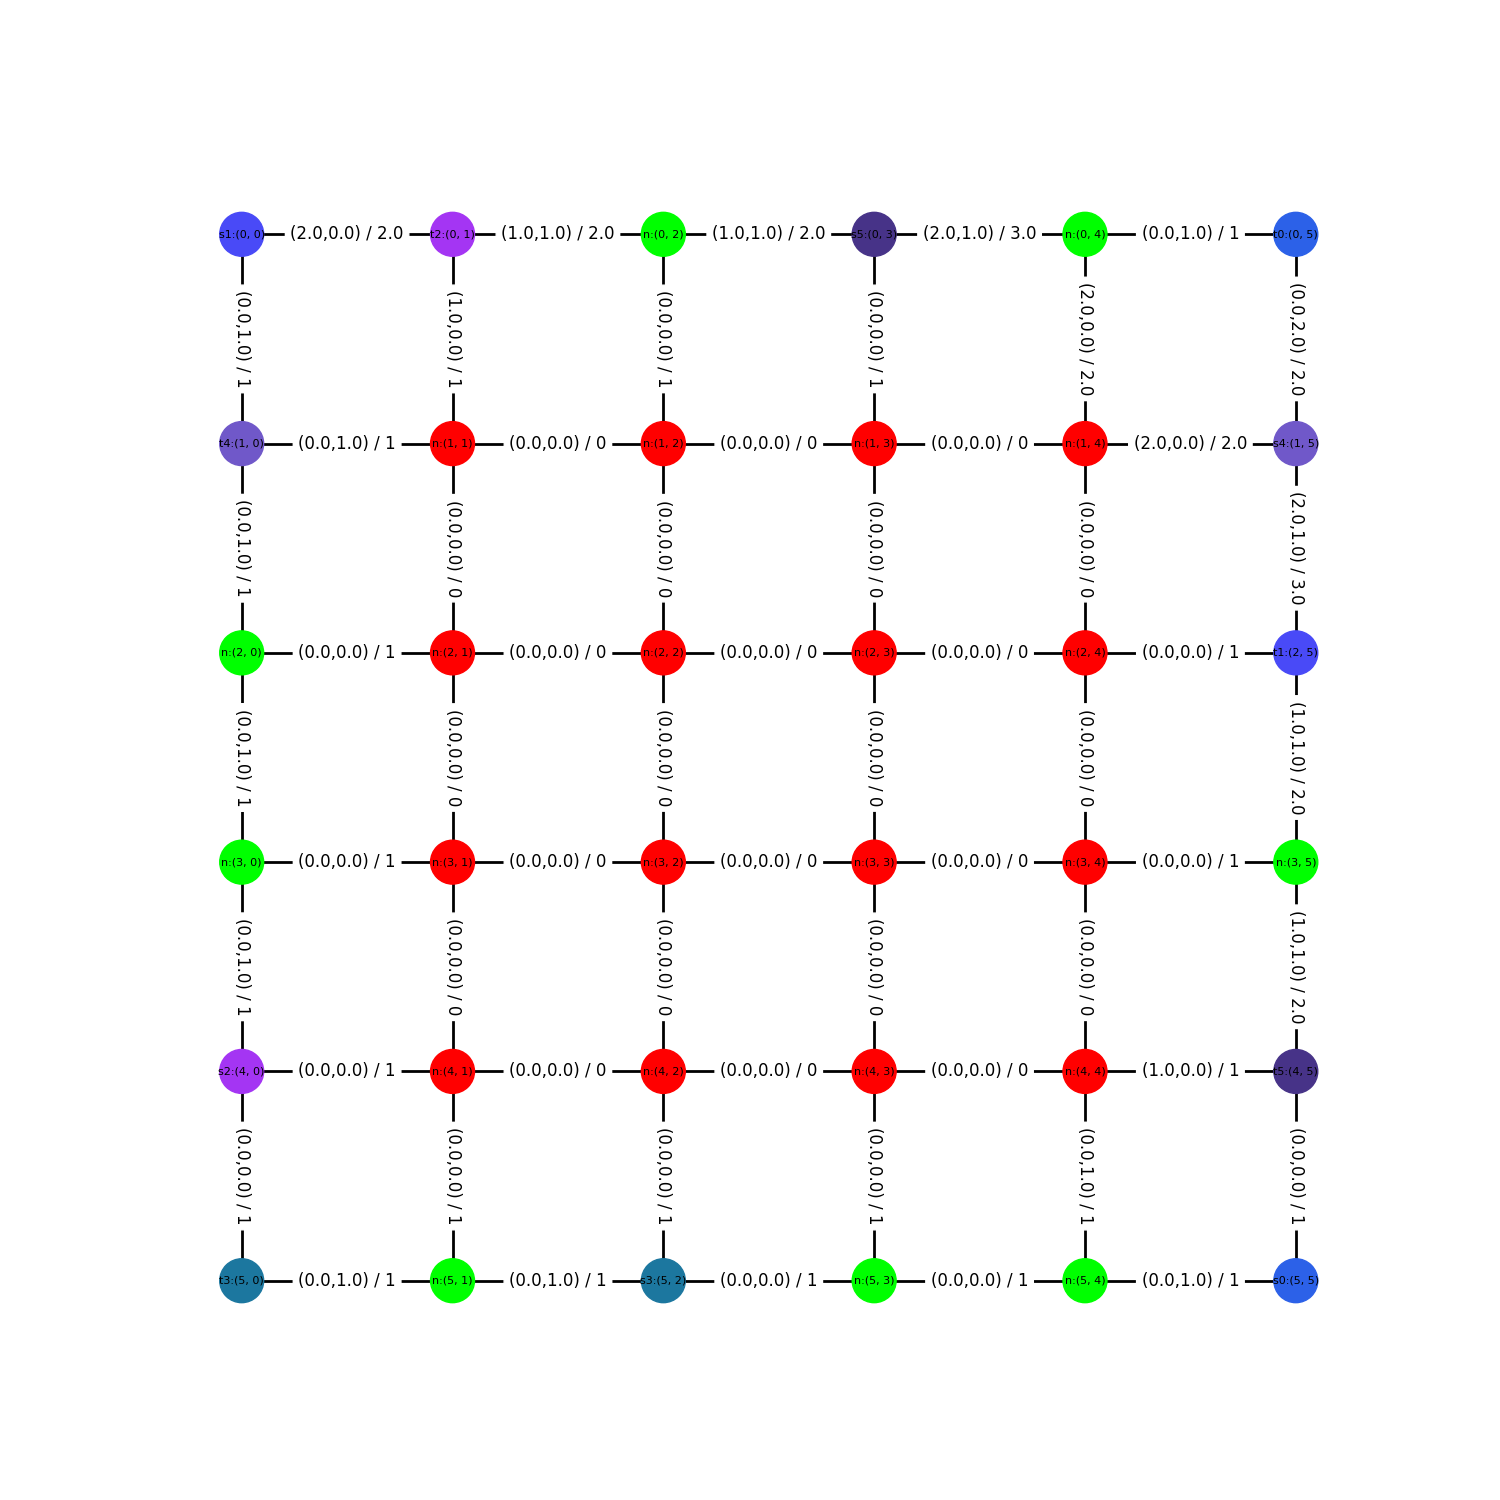 s1:(0, 0) (2.0,0.0) / 2.0 t2:(0, 1) (1.0,1.0) / 2.0 n:(0, 2) (1.0,1.0) / 2.0 s5:(0, 3) (2.0,1.0) / 3.0 n:(0, 4) (0.0,1.0) / 1 t0:(0, 5)
(0.0,1.0) / 1 (1.0,0.0) / 1 (0.0,0.0) / 1 (0.0,0.0) / 1 (2.0,0.0) / 2.0 (0.0,2.0) / 2.0
t4:(1, 0) (0.0,1.0) / 1 n:(1, 1) (0.0,0.0) / 0 n:(1, 2) (0.0,0.0) / 0 n:(1, 3) (0.0,0.0) / 0 n:(1, 4) (2.0,0.0) / 2.0 s4:(1, 5)
(0.0,1.0) / 1 (0.0,0.0) / 0 (0.0,0.0) / 0 (0.0,0.0) / 0 (0.0,0.0) / 0 (2.0,1.0) / 3.0
n:(2, 0) (0.0,0.0) / 1 n:(2, 1) (0.0,0.0) / 0 n:(2, 2) (0.0,0.0) / 0 n:(2, 3) (0.0,0.0) / 0 n:(2, 4) (0.0,0.0) / 1 t1:(2, 5)
(0.0,1.0) / 1 (0.0,0.0) / 0 (0.0,0.0) / 0 (0.0,0.0) / 0 (0.0,0.0) / 0 (1.0,1.0) / 2.0
n:(3, 0) (0.0,0.0) / 1 n:(3, 1) (0.0,0.0) / 0 n:(3, 2) (0.0,0.0) / 0 n:(3, 3) (0.0,0.0) / 0 n:(3, 4) (0.0,0.0) / 1 n:(3, 5)
(0.0,1.0) / 1 (0.0,0.0) / 0 (0.0,0.0) / 0 (0.0,0.0) / 0 (0.0,0.0) / 0 (1.0,1.0) / 2.0
s2:(4, 0) (0.0,0.0) / 1 n:(4, 1) (0.0,0.0) / 0 n:(4, 2) (0.0,0.0) / 0 n:(4, 3) (0.0,0.0) / 0 n:(4, 4) (1.0,0.0) / 1 t5:(4, 5)
(0.0,0.0) / 1 (0.0,0.0) / 1 (0.0,0.0) / 1 (0.0,0.0) / 1 (0.0,1.0) / 1 (0.0,0.0) / 1
t3:(5, 0) (0.0,1.0) / 1 n:(5, 1) (0.0,1.0) / 1 s3:(5, 2) (0.0,0.0) / 1 n:(5, 3) (0.0,0.0) / 1 n:(5, 4) (0.0,1.0) / 1 s0:(5, 5)